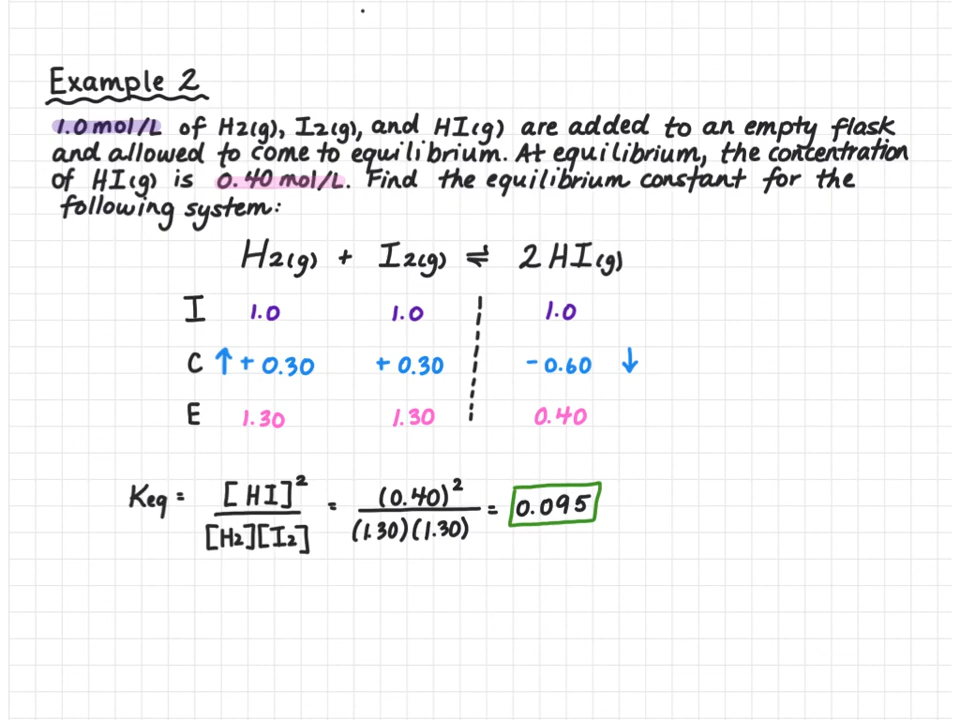 Example 2
1.0 mol/L of H2(g), I2(g), and HI(g) are added to an empty flask
and allowed to come to equilibrium. At equilibrium, the concentration
of HI(g) is 0.40 mol/L. Find the equilibrium constant for the
following system:
H2(g) + I2(g) ⇌ 2 HI(g)
I 1.0 1.0 1.0
C ↑ + 0.30 + 0.30 - 0.60 ↓
E 1.30 1.30 0.40
Keq = [HI]² / [H2][I2] = (0.40)² / (1.30)(1.30) = 0.095